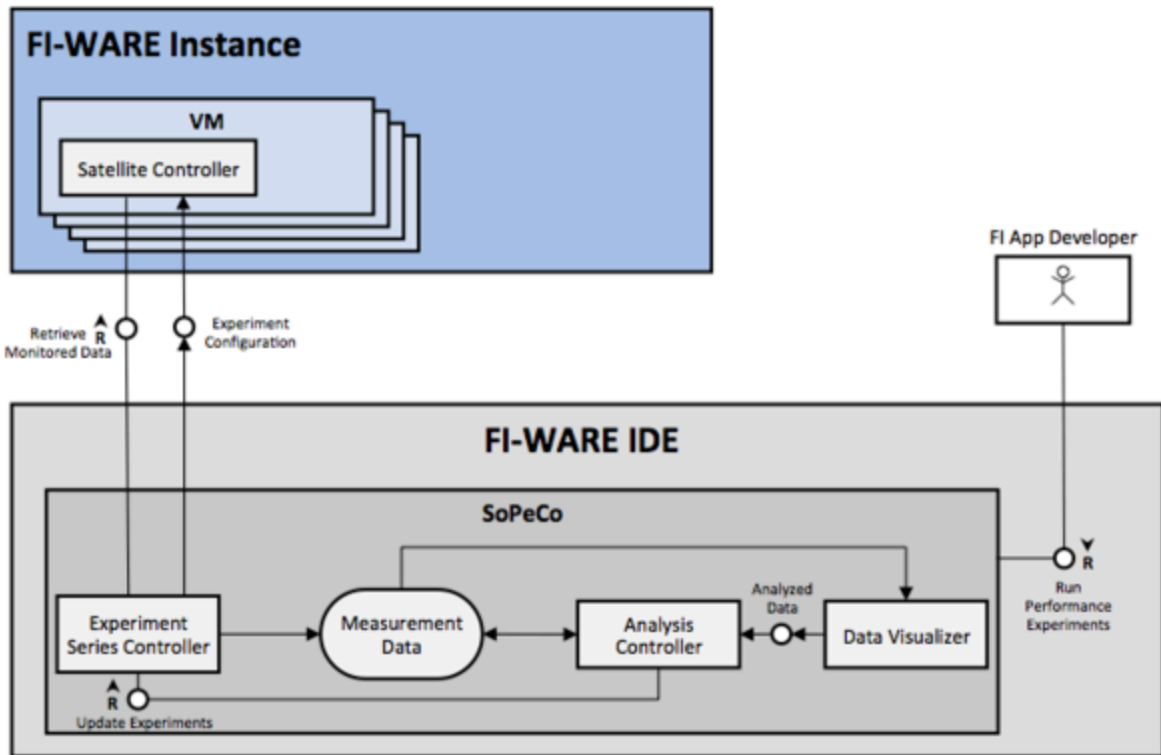 FI-WARE Instance
VM
Satellite Controller
FI App Developer
Retrieve
Monitored Data
R
Experiment
Configuration
FI-WARE IDE
SoPeCo
R
Run
Performance
Experiments
Experiment
Series Controller
Measurement
Data
Analysis
Controller
Analyzed
Data
Data Visualizer
R
Update Experiments